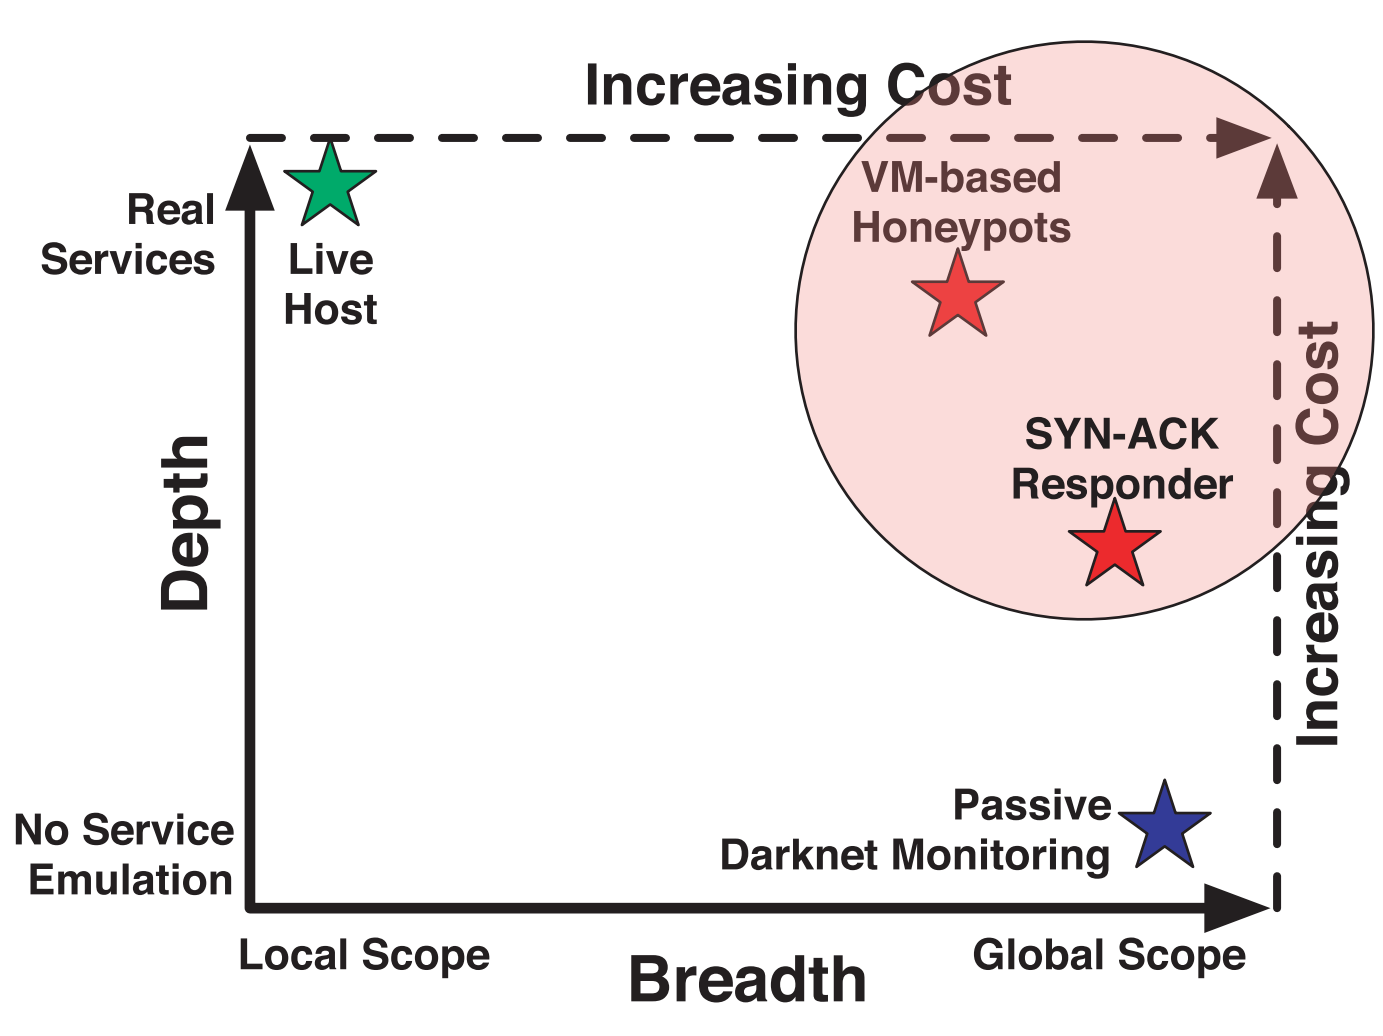 Increasing Cost
VM-based
Honeypots
Real
Services
Live
Host
SYN-ACK
Responder
Increasing Cost
Depth
Passive
Darknet Monitoring
No Service
Emulation
Local Scope
Breadth
Global Scope